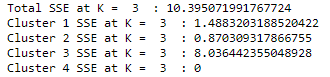 Total SSE at K =  3  : 10.395071991767724
Cluster 1 SSE at K =  3  : 1.4883203188520422
Cluster 2 SSE at K =  3  : 0.870309317866755
Cluster 3 SSE at K =  3  : 8.036442355048928
Cluster 4 SSE at K =  3  : 0